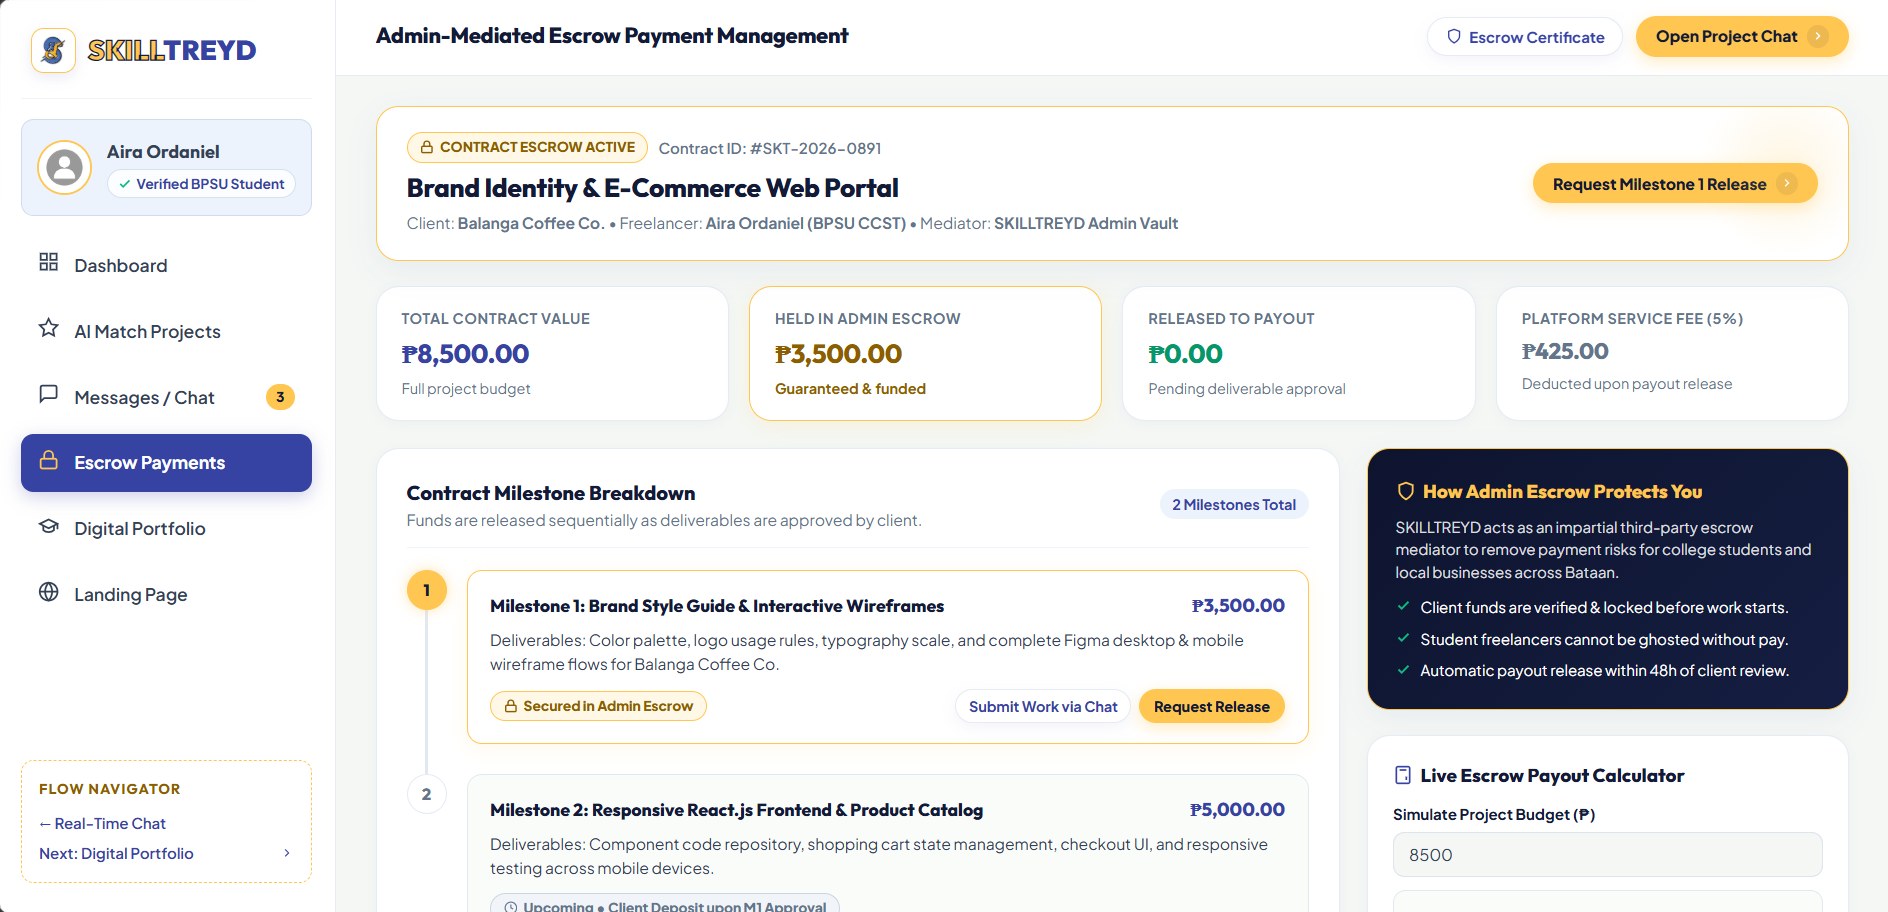 SKILLTREYD
Aira Ordaniel
Verified BPSU Student
Dashboard
AI Match Projects
Messages / Chat
3
Escrow Payments
Digital Portfolio
Landing Page
FLOW NAVIGATOR
← Real-Time Chat
Next: Digital Portfolio
Admin-Mediated Escrow Payment Management
Escrow Certificate
Open Project Chat
CONTRACT ESCROW ACTIVE
Contract ID: #SKT-2026-0891
Brand Identity & E-Commerce Web Portal
Client: Balanga Coffee Co. • Freelancer: Aira Ordaniel (BPSU CCST) • Mediator: SKILLTREYD Admin Vault
Request Milestone 1 Release
TOTAL CONTRACT VALUE
₱8,500.00
Full project budget
HELD IN ADMIN ESCROW
₱3,500.00
Guaranteed & funded
RELEASED TO PAYOUT
₱0.00
Pending deliverable approval
PLATFORM SERVICE FEE (5%)
₱425.00
Deducted upon payout release
Contract Milestone Breakdown
Funds are released sequentially as deliverables are approved by client.
2 Milestones Total
1
Milestone 1: Brand Style Guide & Interactive Wireframes
₱3,500.00
Deliverables: Color palette, logo usage rules, typography scale, and complete Figma desktop & mobile
wireframe flows for Balanga Coffee Co.
Secured in Admin Escrow
Submit Work via Chat
Request Release
2
Milestone 2: Responsive React.js Frontend & Product Catalog
₱5,000.00
Deliverables: Component code repository, shopping cart state management, checkout UI, and responsive
testing across mobile devices.
Upcoming • Client Deposit upon M1 Approval
How Admin Escrow Protects You
SKILLTREYD acts as an impartial third-party escrow
mediator to remove payment risks for college students and
local businesses across Bataan.
Client funds are verified & locked before work starts.
Student freelancers cannot be ghosted without pay.
Automatic payout release within 48h of client review.
Live Escrow Payout Calculator
Simulate Project Budget (₱)
8500